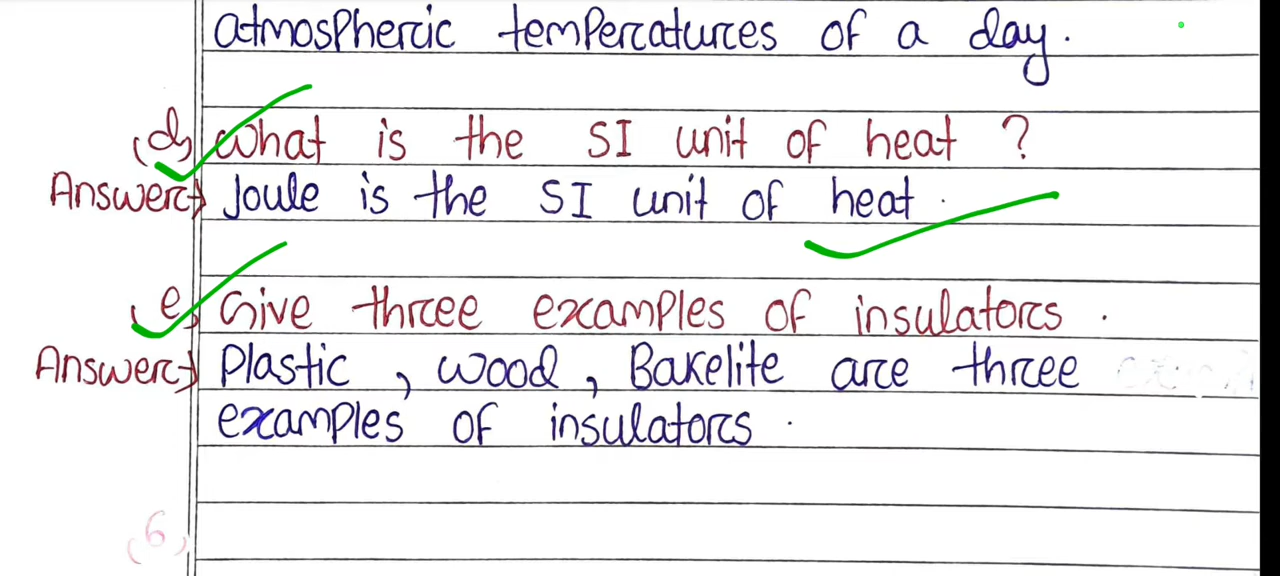 atmospheric temperatures of a day.
(d) What is the SI unit of heat ?
Answer→ Joule is the SI unit of heat .
(e) Give three examples of insulators .
Answer→ Plastic , wood , Bakelite are three
examples of insulators .
(6)